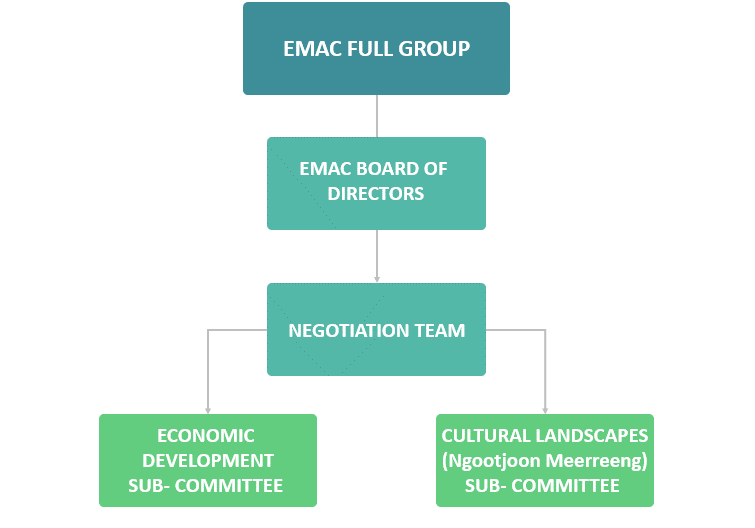 EMAC FULL GROUP
EMAC BOARD OF
DIRECTORS
NEGOTIATION TEAM
ECONOMIC
DEVELOPMENT
SUB- COMMITTEE
CULTURAL LANDSCAPES
(Ngootjoon Meerreeng)
SUB- COMMITTEE